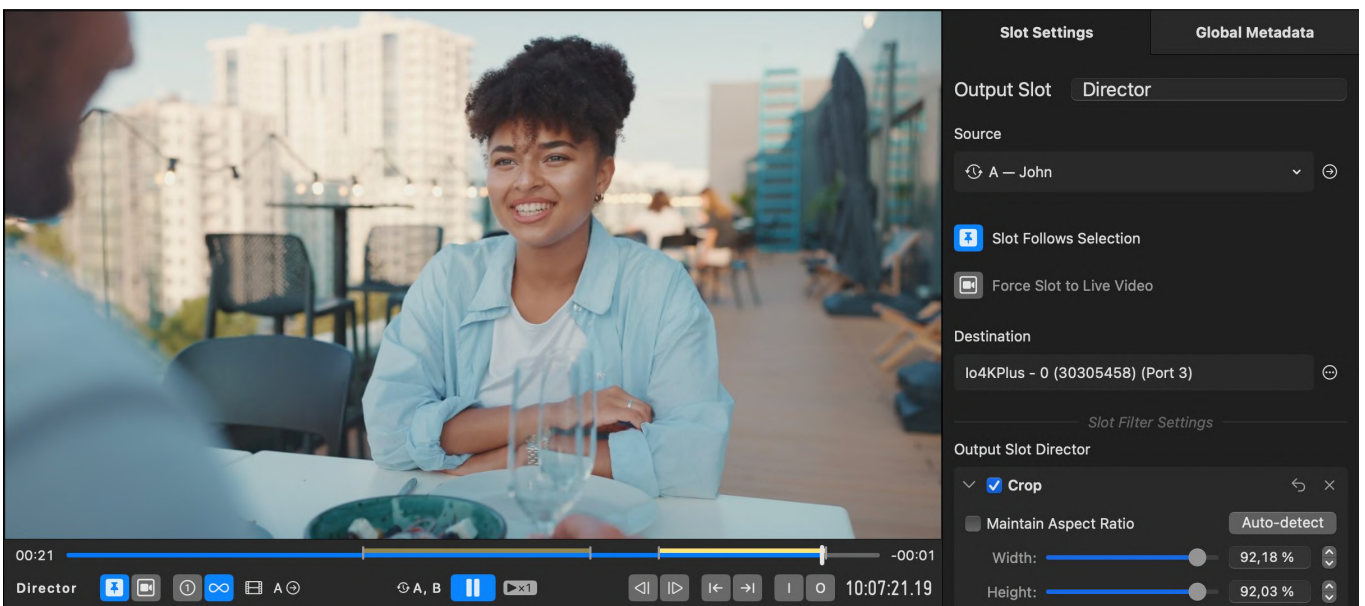 Slot Settings
Global Metadata
Output Slot
Director
Source
A — John
Slot Follows Selection
Force Slot to Live Video
Destination
Io4KPlus - 0 (30305458) (Port 3)
Slot Filter Settings
Output Slot Director
Crop
Maintain Aspect Ratio
Auto-detect
Width:
92,18 %
Height:
92,03 %
00:21
-00:01
Director
1
A
A, B
x1
I
O
10:07:21.19